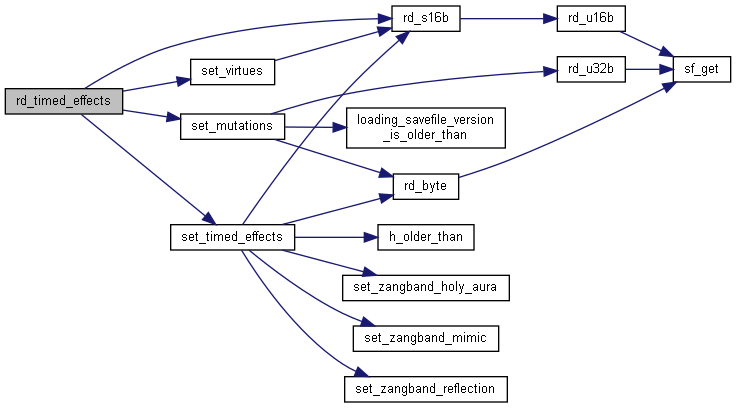 rd_s16b
rd_u16b
set_virtues
rd_u32b
sf_get
rd_timed_effects
set_mutations
loading_savefile_version
_is_older_than
rd_byte
set_timed_effects
h_older_than
set_zangband_holy_aura
set_zangband_mimic
set_zangband_reflection